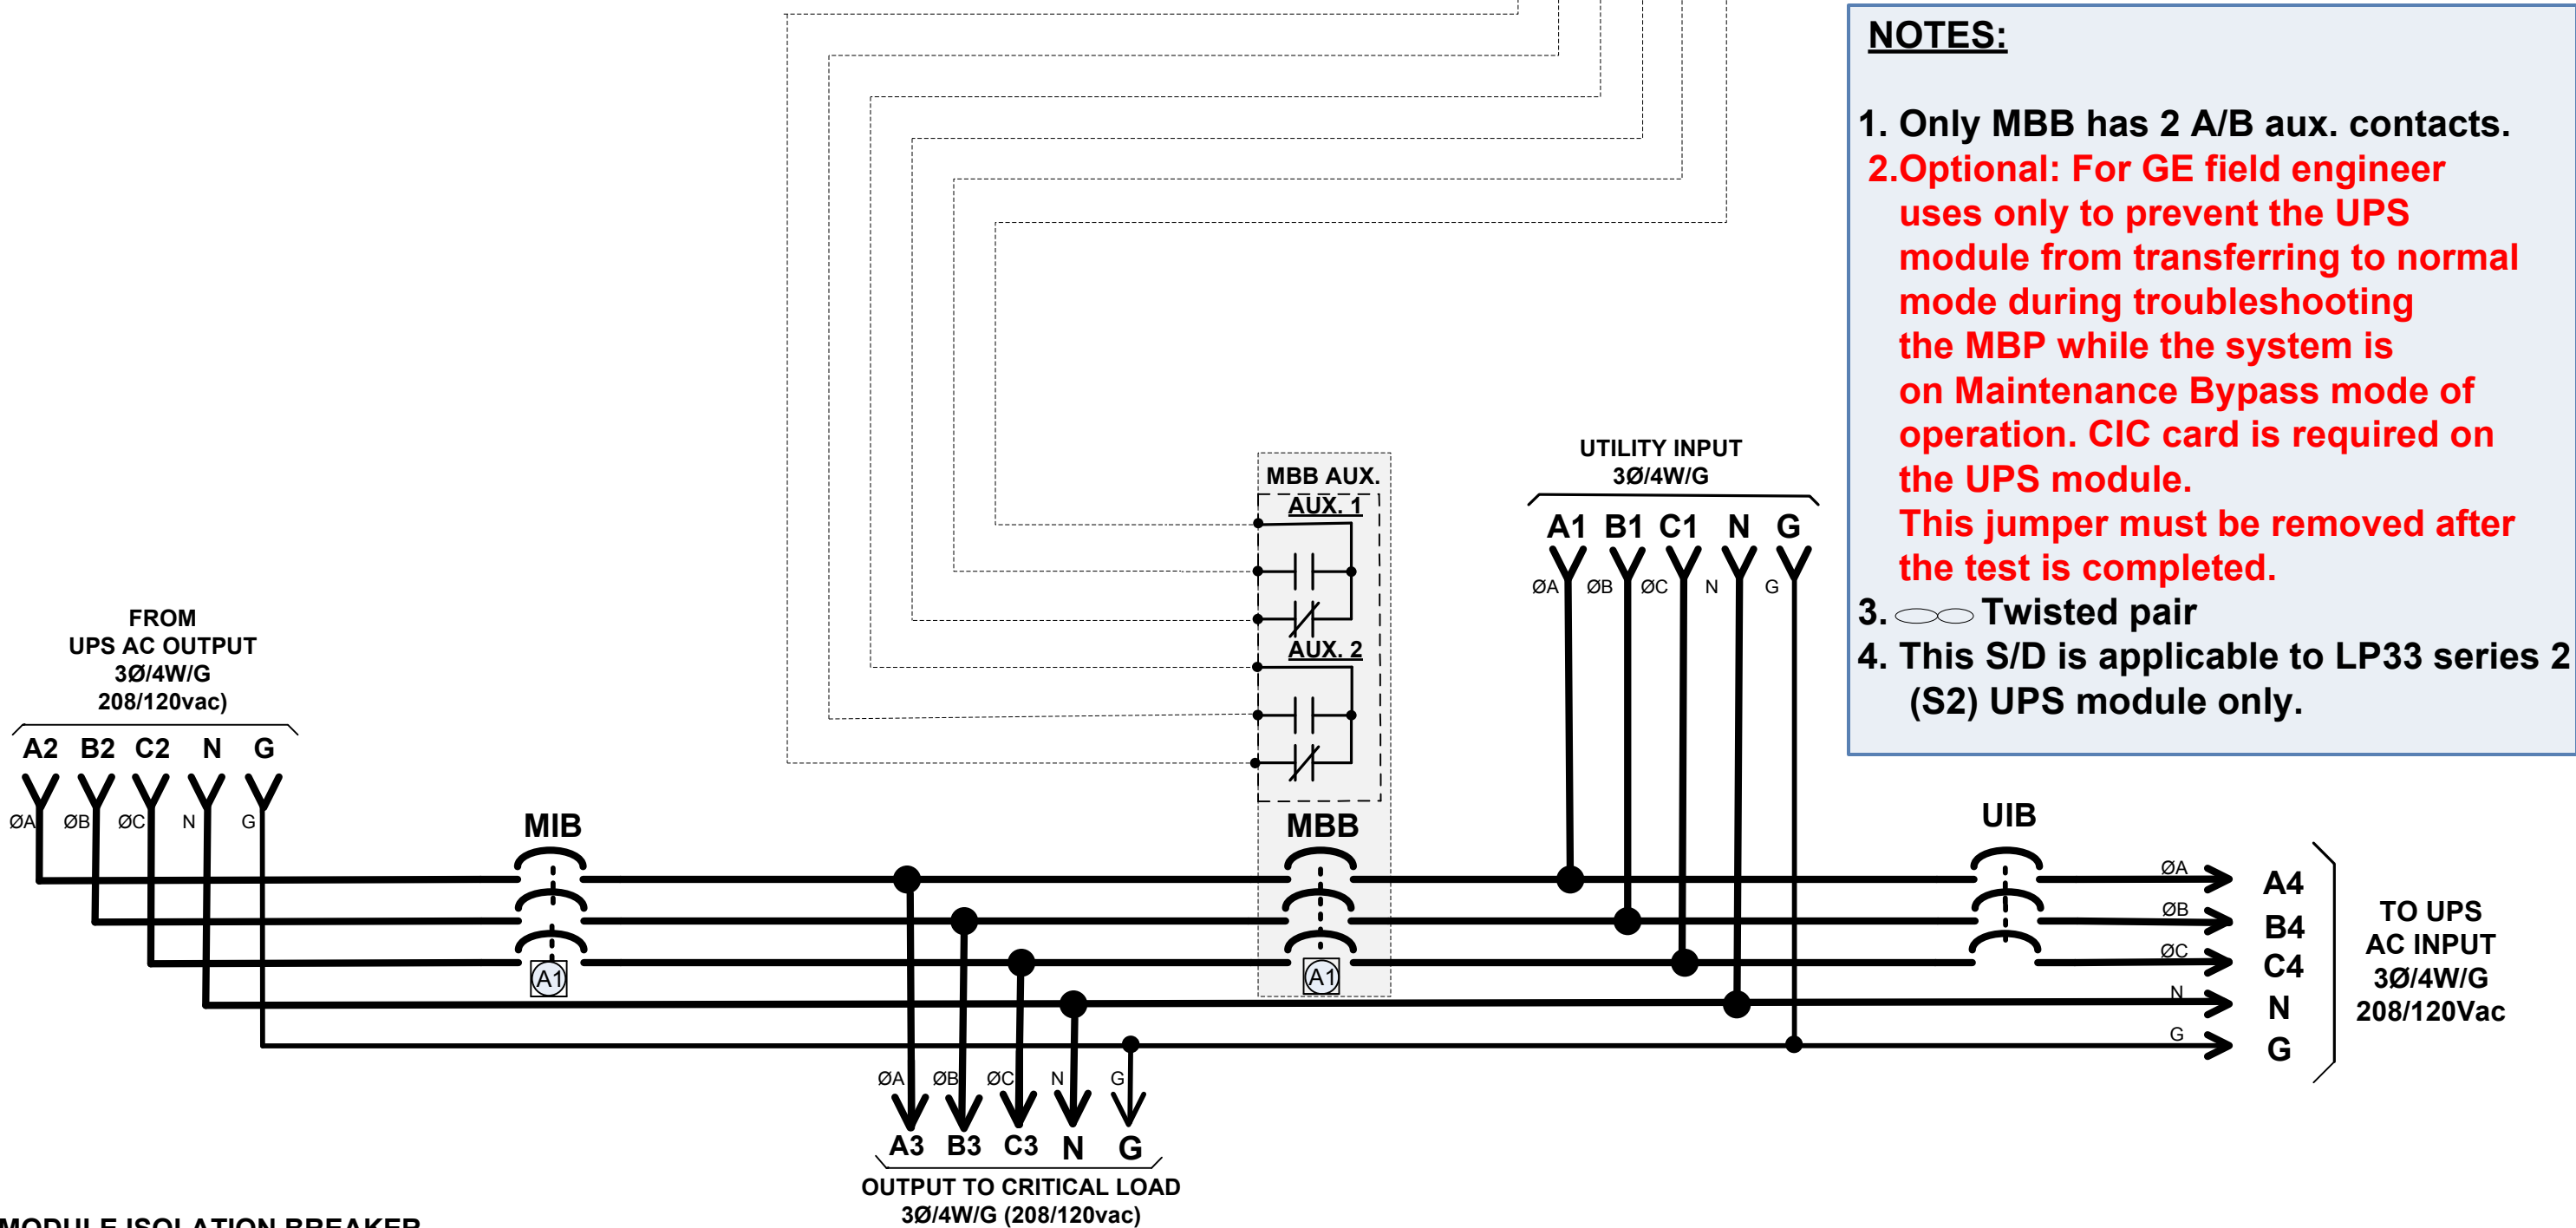 NOTES:
1. Only MBB has 2 A/B aux. contacts.
2.Optional: For GE field engineer
uses only to prevent the UPS
module from transferring to normal
mode during troubleshooting
the MBP while the system is
on Maintenance Bypass mode of
operation. CIC card is required on
the UPS module.
This jumper must be removed after
the test is completed.
3. Twisted pair
4. This S/D is applicable to LP33 series 2
(S2) UPS module only.
UTILITY INPUT
3Ø/4W/G
A1 B1 C1 N G
ØA ØB ØC N G
MBB AUX.
AUX. 1
AUX. 2
FROM
UPS AC OUTPUT
3Ø/4W/G
208/120vac)
A2 B2 C2 N G
ØA ØB ØC N G
MIB
A1
MBB
A1
UIB
ØA
ØB
ØC
N
G
A4
B4
C4
N
G
TO UPS
AC INPUT
3Ø/4W/G
208/120Vac
ØA ØB ØC N G
A3 B3 C3 N G
OUTPUT TO CRITICAL LOAD
3Ø/4W/G (208/120vac)
MODULE ISOLATION BREAKER